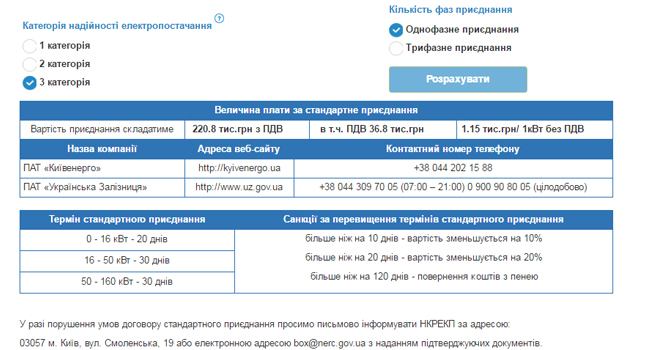 Категорія надійності електропостачання ?
1 категорія
2 категорія
3 категорія
Кількість фаз приєднання
Однофазне приєднання
Трифазне приєднання
Розрахувати
Величина плати за стандартне приєднання
Вартість приєднання складатиме 220.8 тис.грн з ПДВ в т.ч. ПДВ 36.8 тис.грн 1.15 тис.грн/ 1кВт без ПДВ
Назва компанії Адреса веб-сайту Контактний номер телефону
ПАТ «Київенерго» http://kyivenergo.ua +38 044 202 15 88
ПАТ «Українська Залізниця» http://www.uz.gov.ua +38 044 309 70 05 (07:00 – 21:00) 0 900 90 80 05 (цілодобово)
Термін стандартного приєднання Санкції за перевищення термінів стандартного приєднання
0 - 16 кВт - 20 днів більше ніж на 10 днів - вартість зменьшується на 10%
16 - 50 кВт - 30 днів більше ніж на 20 днів - вартість зменьшується на 20%
50 - 160 кВт - 30 днів більше ніж на 120 днів - повернення коштів з пенею
У разі порушення умов договору стандартного приєднання просимо письмово інформувати НКРЕКП за адресою:
03057 м. Київ, вул. Смоленська, 19 або електронною адресою box@nerc.gov.ua з наданням підтверджуючих документів.